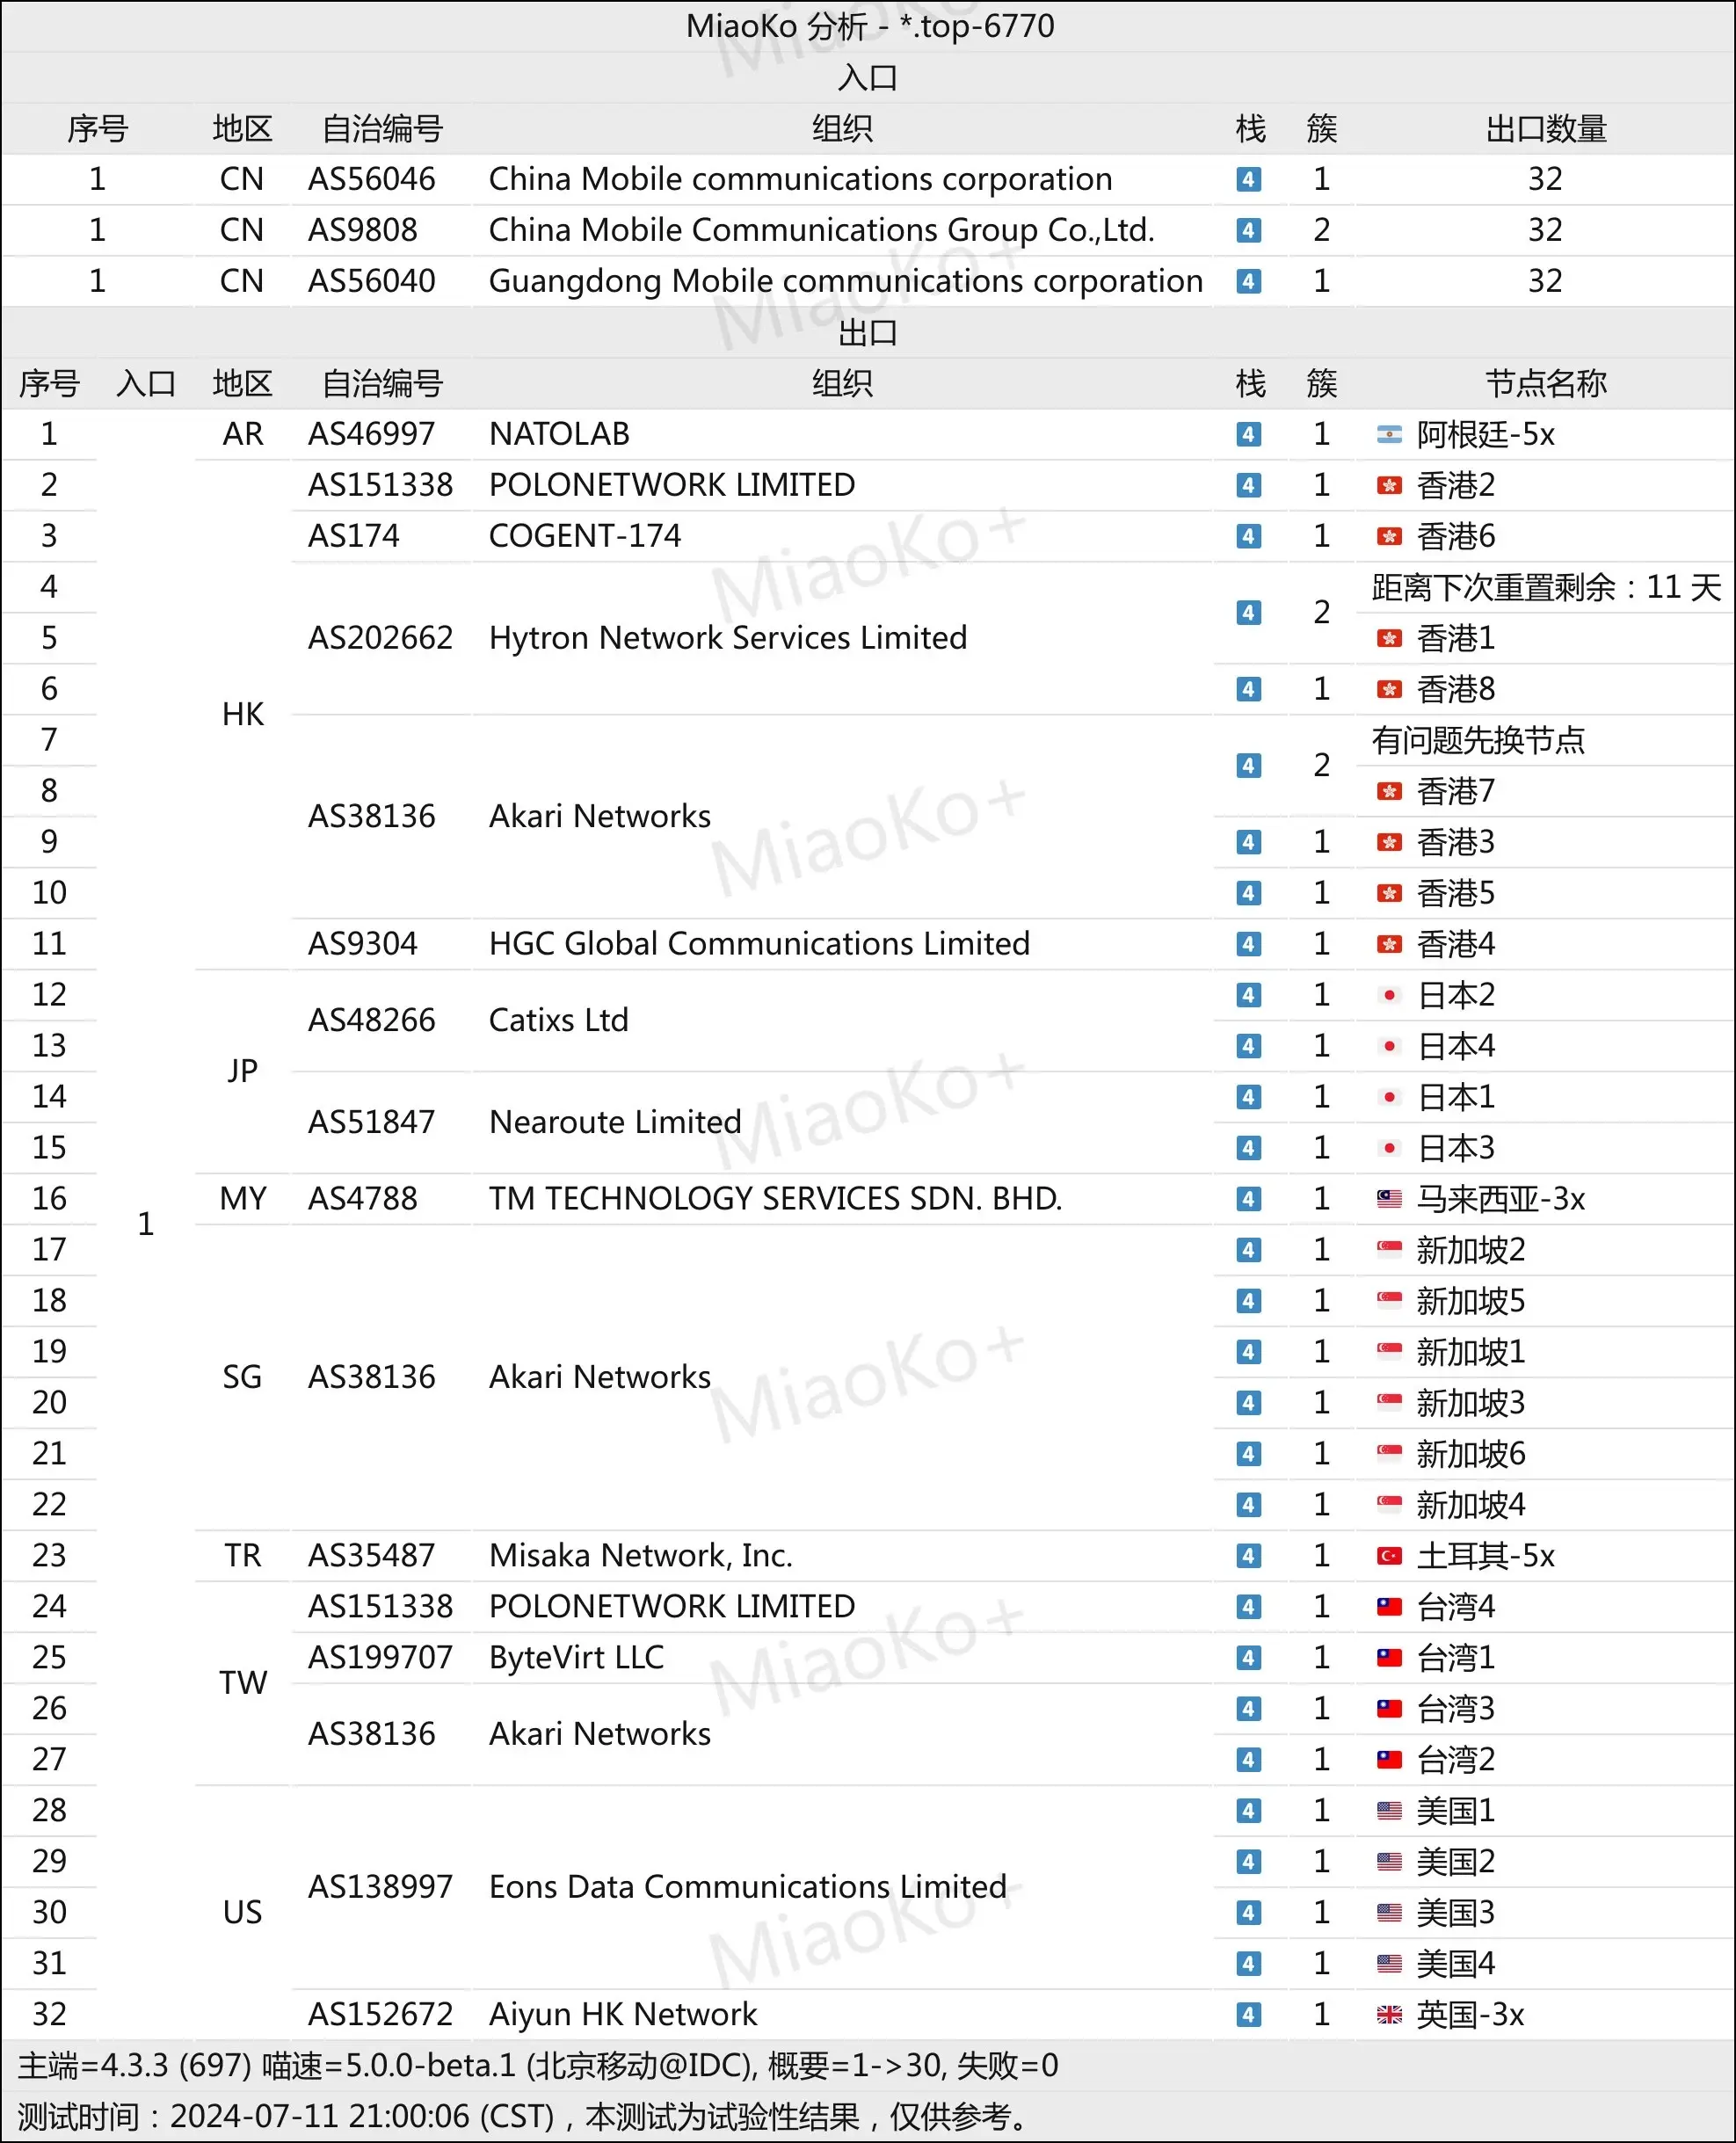 MiaoKo 分析 - *.top-6770
入口
序号 地区 自治编号 组织 栈 簇 出口数量
1 CN AS56046 China Mobile communications corporation 4 1 32
1 CN AS9808 China Mobile Communications Group Co.,Ltd. 4 2 32
1 CN AS56040 Guangdong Mobile communications corporation 4 1 32
出口
序号 入口 地区 自治编号 组织 栈 簇 节点名称
1 AR AS46997 NATOLAB 4 1 阿根廷-5x
2 AS151338 POLONETWORK LIMITED 4 1 香港2
3 AS174 COGENT-174 4 1 香港6
4 距离下次重置剩余：11 天
5 AS202662 Hytron Network Services Limited 4 2 香港1
6 4 1 香港8
HK
7 有问题先换节点
4 2
8 香港7
AS38136 Akari Networks
9 4 1 香港3
10 4 1 香港5
11 AS9304 HGC Global Communications Limited 4 1 香港4
12 4 1 日本2
AS48266 Catixs Ltd
13 4 1 日本4
JP
14 4 1 日本1
AS51847 Nearoute Limited
15 4 1 日本3
16 MY AS4788 TM TECHNOLOGY SERVICES SDN. BHD. 4 1 马来西亚-3x
1
17 4 1 新加坡2
18 4 1 新加坡5
19 4 1 新加坡1
SG AS38136 Akari Networks
20 4 1 新加坡3
21 4 1 新加坡6
22 4 1 新加坡4
23 TR AS35487 Misaka Network, Inc. 4 1 土耳其-5x
24 AS151338 POLONETWORK LIMITED 4 1 台湾4
25 AS199707 ByteVirt LLC 4 1 台湾1
TW
26 4 1 台湾3
AS38136 Akari Networks
27 4 1 台湾2
28 4 1 美国1
29 4 1 美国2
AS138997 Eons Data Communications Limited
30 US 4 1 美国3
31 4 1 美国4
32 AS152672 Aiyun HK Network 4 1 英国-3x
主端=4.3.3 (697) 喵速=5.0.0-beta.1 (北京移动@IDC), 概要=1->30, 失败=0
测试时间：2024-07-11 21:00:06 (CST)，本测试为试验性结果，仅供参考。
MiaoKo+
MiaoKo+
MiaoKo+
MiaoKo+
MiaoKo+
MiaoKo+
MiaoKo+
MiaoKo+